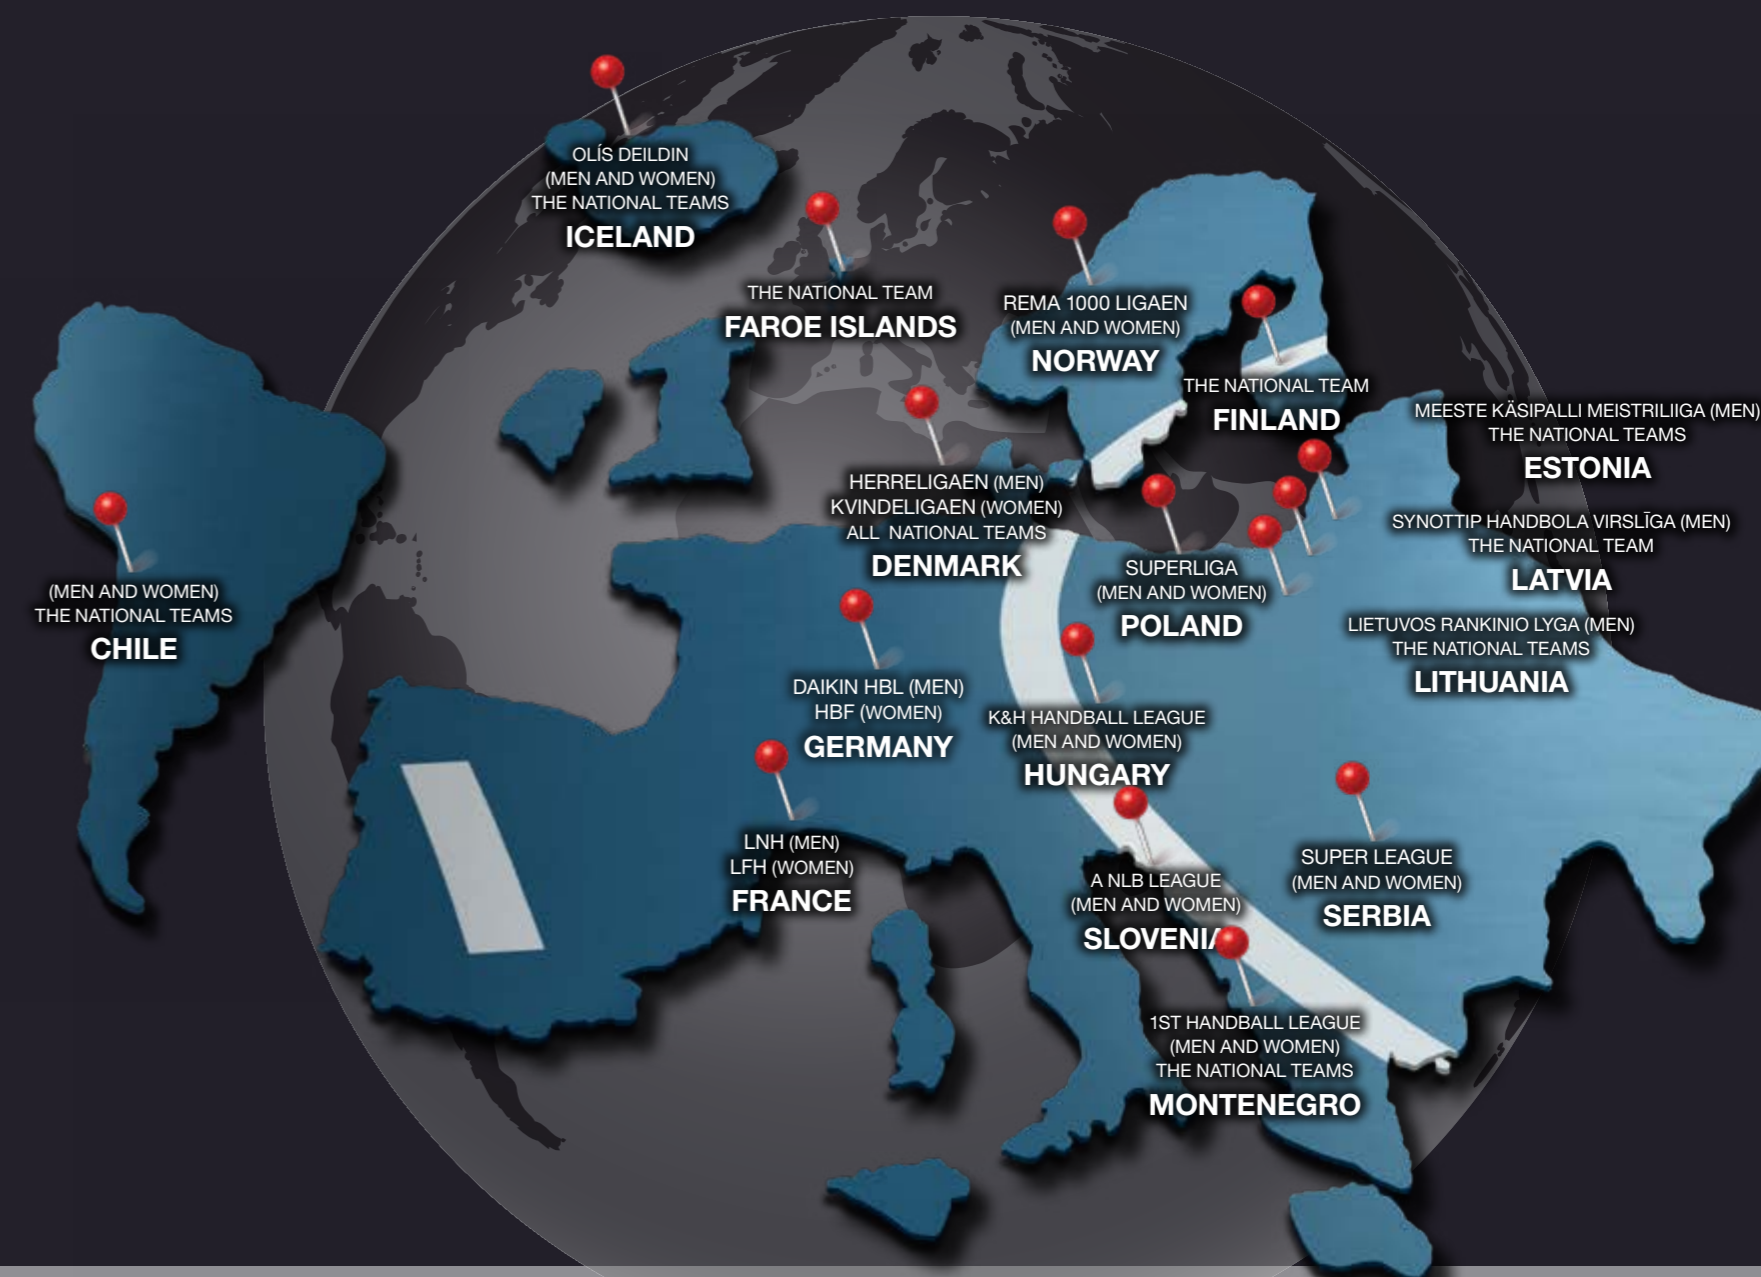 OLÍS DEILDIN
(MEN AND WOMEN)
THE NATIONAL TEAMS
ICELAND
THE NATIONAL TEAM
FAROE ISLANDS
REMA 1000 LIGAEN
(MEN AND WOMEN)
NORWAY
THE NATIONAL TEAM
FINLAND
MEESTE KÄSIPALLI MEISTRILIIGA (MEN)
THE NATIONAL TEAMS
ESTONIA
HERRELIGAEN (MEN)
KVINDELIGAEN (WOMEN)
ALL NATIONAL TEAMS
DENMARK
SYNOTTIP HANDBOLA VIRSLĪGA (MEN)
THE NATIONAL TEAM
LATVIA
SUPERLIGA
(MEN AND WOMEN)
POLAND
(MEN AND WOMEN)
THE NATIONAL TEAMS
CHILE
LIETUVOS RANKINIO LYGA (MEN)
THE NATIONAL TEAMS
LITHUANIA
DAIKIN HBL (MEN)
HBF (WOMEN)
GERMANY
K&H HANDBALL LEAGUE
(MEN AND WOMEN)
HUNGARY
LNH (MEN)
LFH (WOMEN)
FRANCE
A NLB LEAGUE
(MEN AND WOMEN)
SLOVENIA
SUPER LEAGUE
(MEN AND WOMEN)
SERBIA
1ST HANDBALL LEAGUE
(MEN AND WOMEN)
THE NATIONAL TEAMS
MONTENEGRO